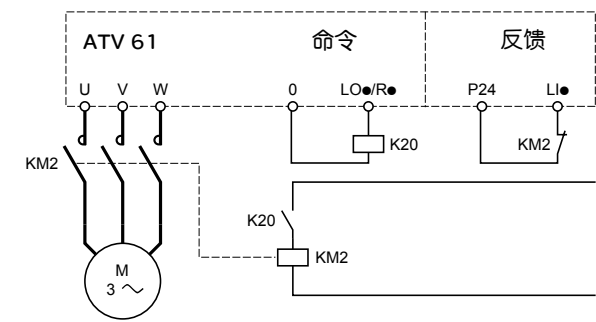 ATV 61 命令 反馈
U V W 0 LO●/R● P24 LI●
K20 KM2
KM2
K20
KM2
M
3